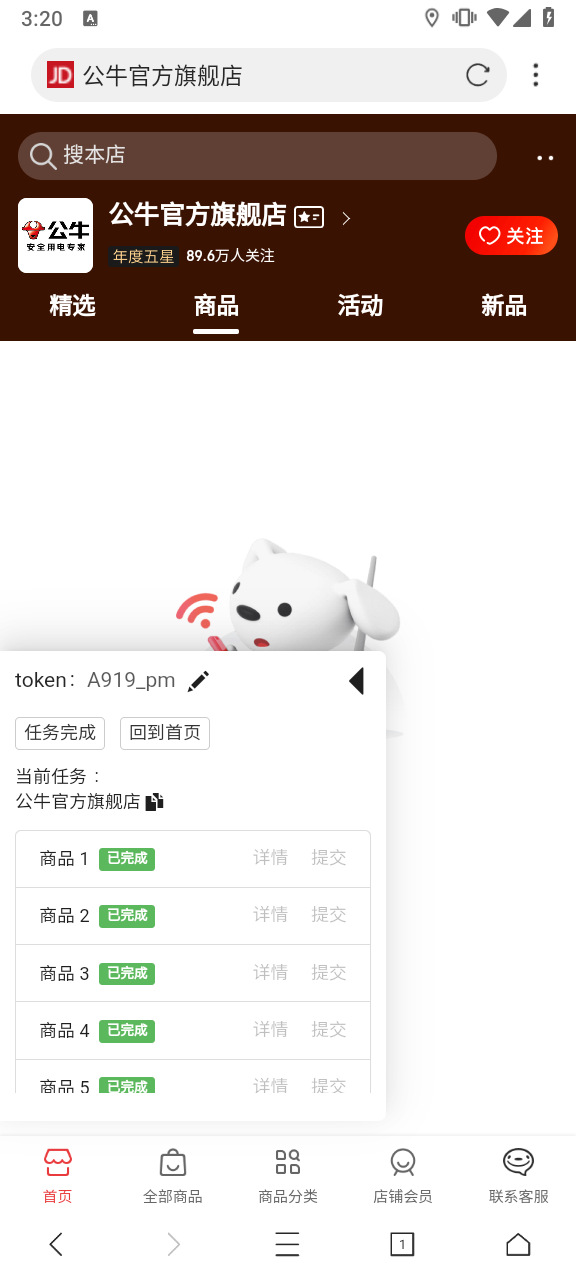 3:20 A
JD 公牛官方旗舰店
搜本店
公牛官方旗舰店
公牛
安全用电专家
年度五星 89.6万人关注
关注
精选 商品 活动 新品
token: A919_pm
任务完成 回到首页
当前任务：
公牛官方旗舰店
商品 1 已完成 详情 提交
商品 2 已完成 详情 提交
商品 3 已完成 详情 提交
商品 4 已完成 详情 提交
商品 5 已完成 详情 提交
首页 全部商品 商品分类 店铺会员 联系客服
1